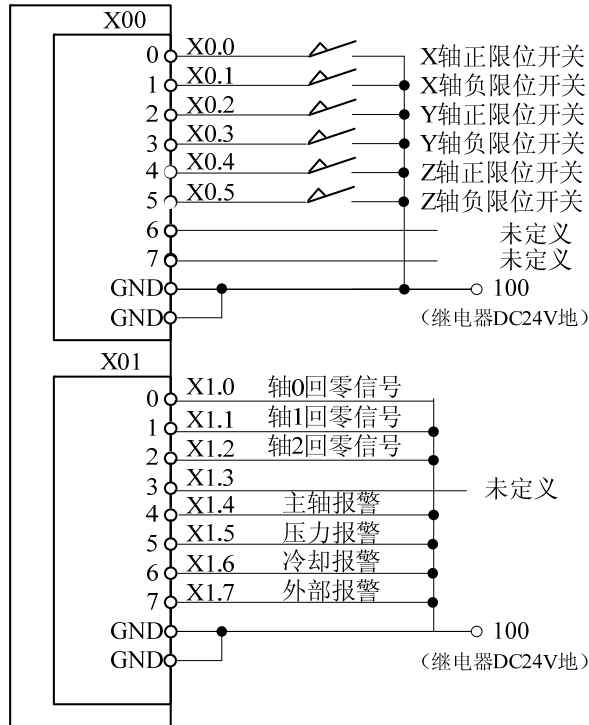 X00
0 X0.0 X轴正限位开关
1 X0.1 X轴负限位开关
2 X0.2 Y轴正限位开关
3 X0.3 Y轴负限位开关
4 X0.4 Z轴正限位开关
5 X0.5 Z轴负限位开关
6 未定义
7 未定义
GND 100
GND （继电器DC24V地）
X01
0 X1.0 轴0回零信号
1 X1.1 轴1回零信号
2 X1.2 轴2回零信号
3 X1.3 未定义
4 X1.4 主轴报警
5 X1.5 压力报警
6 X1.6 冷却报警
7 X1.7 外部报警
GND 100
GND （继电器DC24V地）